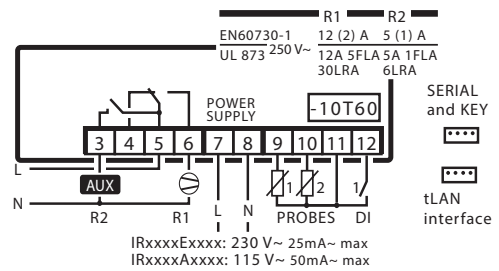 R1 R2
EN60730-1 12 (2) A 5 (1) A
250 V~
UL 873 12A 5FLA 5A 1FLA
30LRA 6LRA
SERIAL
and KEY
POWER
SUPPLY
-10T60
3 4 5 6 7 8 9 10 11 12
L
AUX
1 2 1
N
tLAN
interface
R2 R1 L N PROBES DI
IRxxxxExxxx: 230 V~ 25mA~ max
IRxxxxAxxxx: 115 V~ 50mA~ max